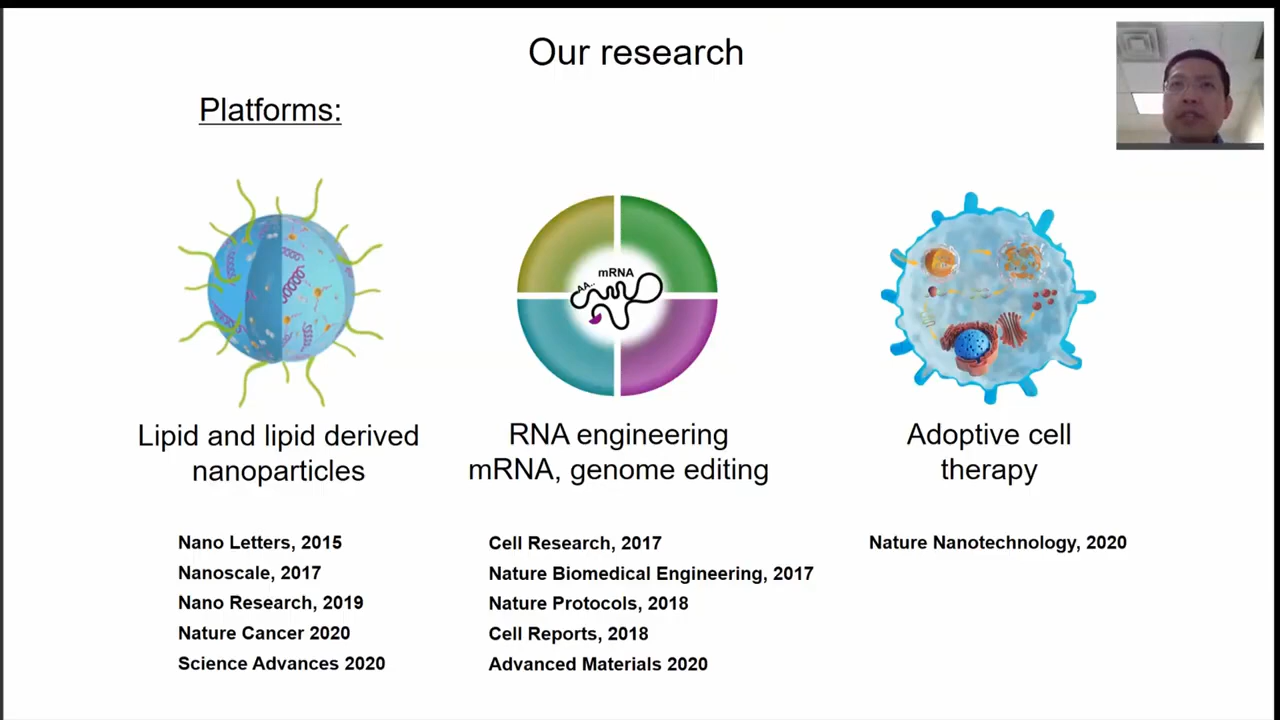 Our research
Platforms:
mRNA
AA..
Lipid and lipid derived
nanoparticles
RNA engineering
mRNA, genome editing
Adoptive cell
therapy
Nano Letters, 2015
Nanoscale, 2017
Nano Research, 2019
Nature Cancer 2020
Science Advances 2020
Cell Research, 2017
Nature Biomedical Engineering, 2017
Nature Protocols, 2018
Cell Reports, 2018
Advanced Materials 2020
Nature Nanotechnology, 2020